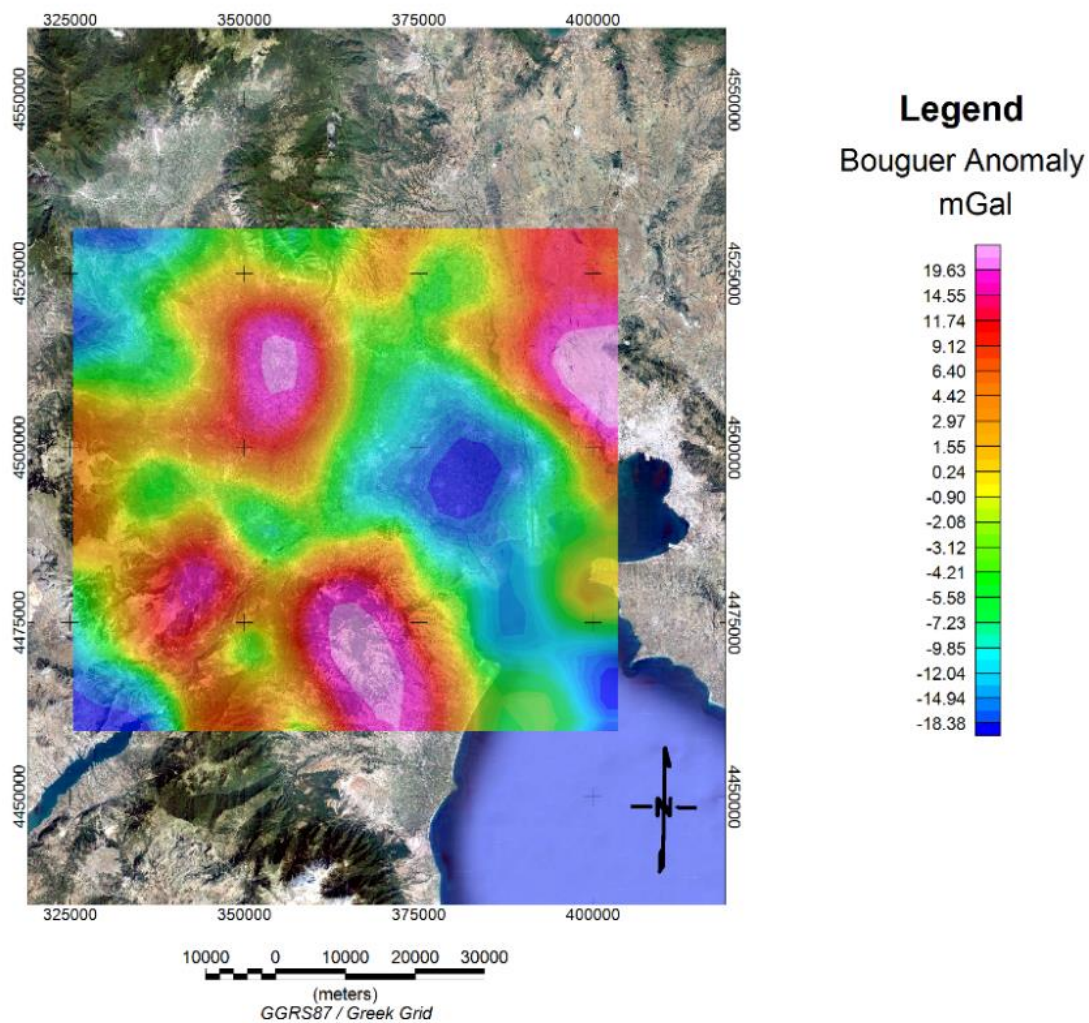 325000 350000 375000 400000
4550000 4550000
4525000 4525000
4500000 4500000
4475000 4475000
4450000 4450000
325000 350000 375000 400000
N
10000 0 10000 20000 30000
(meters)
GGRS87 / Greek Grid
Legend
Bouguer Anomaly
mGal
19.63
14.55
11.74
9.12
6.40
4.42
2.97
1.55
0.24
-0.90
-2.08
-3.12
-4.21
-5.58
-7.23
-9.85
-12.04
-14.94
-18.38